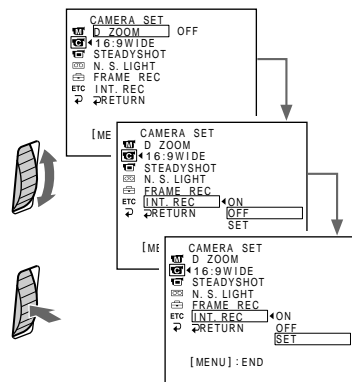 CAMERA SET
D ZOOM OFF
16:9WIDE
STEADYSHOT
N. S. LIGHT
FRAME REC
ETC INT. REC
RETURN
[ME
CAMERA SET
D ZOOM
16:9WIDE
STEADYSHOT
N. S. LIGHT
FRAME REC
ETC INT. REC ON
RETURN OFF
SET
[ME
CAMERA SET
D ZOOM
16:9WIDE
STEADYSHOT
N. S. LIGHT
FRAME REC
ETC INT. REC ON
RETURN OFF
SET
[MENU] : END